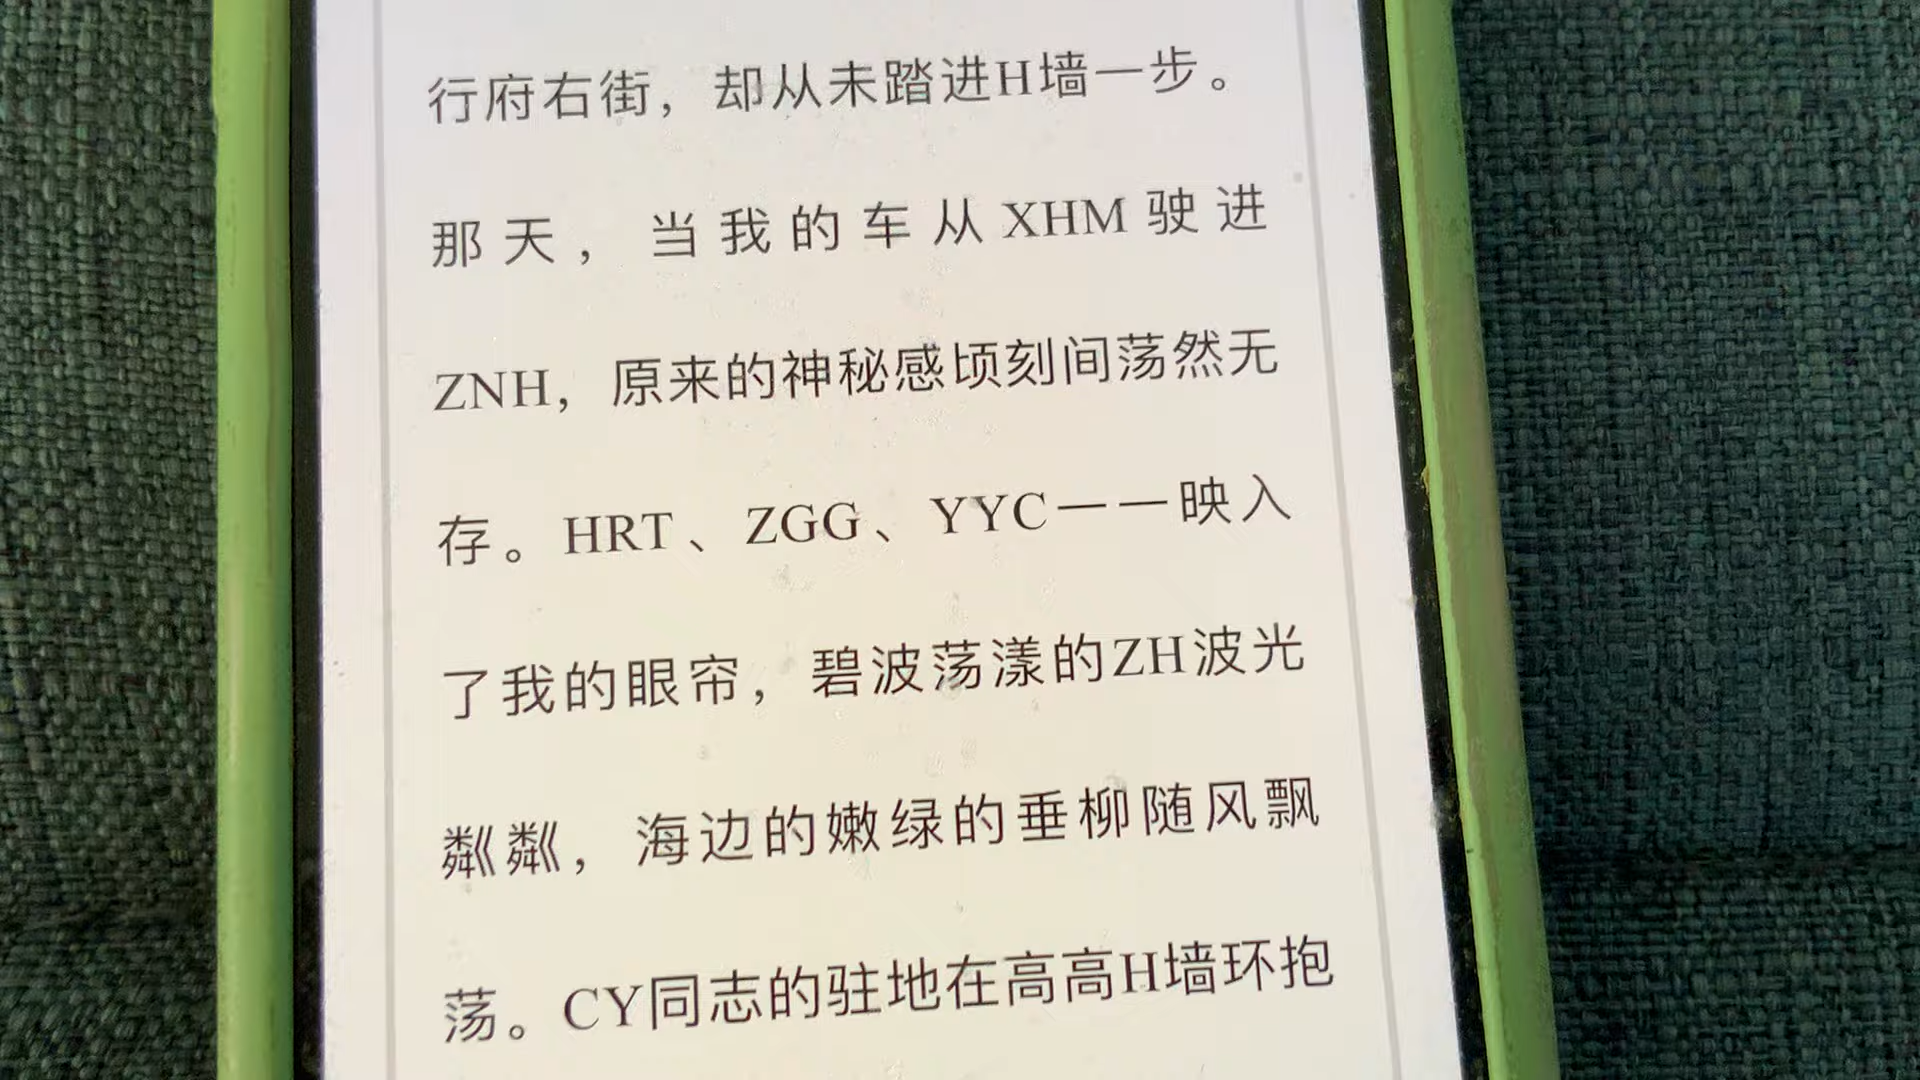 行府右街，却从未踏进H墙一步。
那天，当我的车从XHM驶进
ZNH，原来的神秘感顷刻间荡然无
存。HRT、ZGG、YYC一一映入
了我的眼帘，碧波荡漾的ZH波光
粼粼，海边的嫩绿的垂柳随风飘
荡。CY同志的驻地在高高H墙环抱